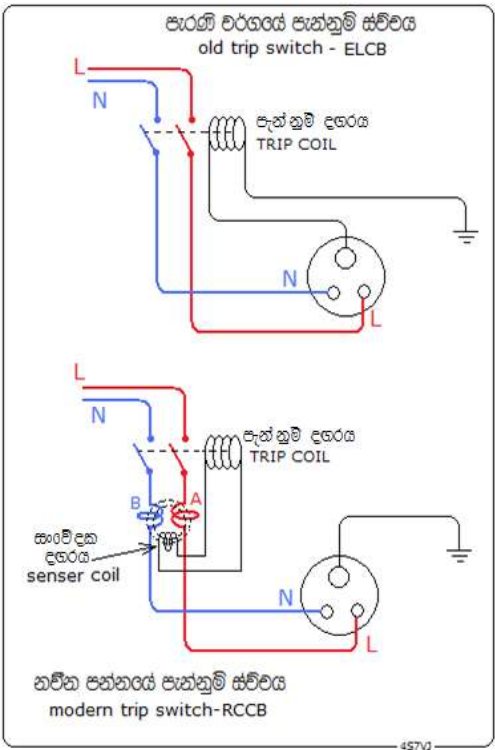 පැරණි වර්ගයේ පැන්නුම් ස්විචය
old trip switch - ELCB
L
N
පැන්නුම් දඟරය
TRIP COIL
N
L
L
N
පැන්නුම් දඟරය
TRIP COIL
B
A
සංවේදක
දඟරය
senser coil
N
L
නවීන පන්නයේ පැන්නුම් ස්විචය
modern trip switch-RCCB
4S7VJ